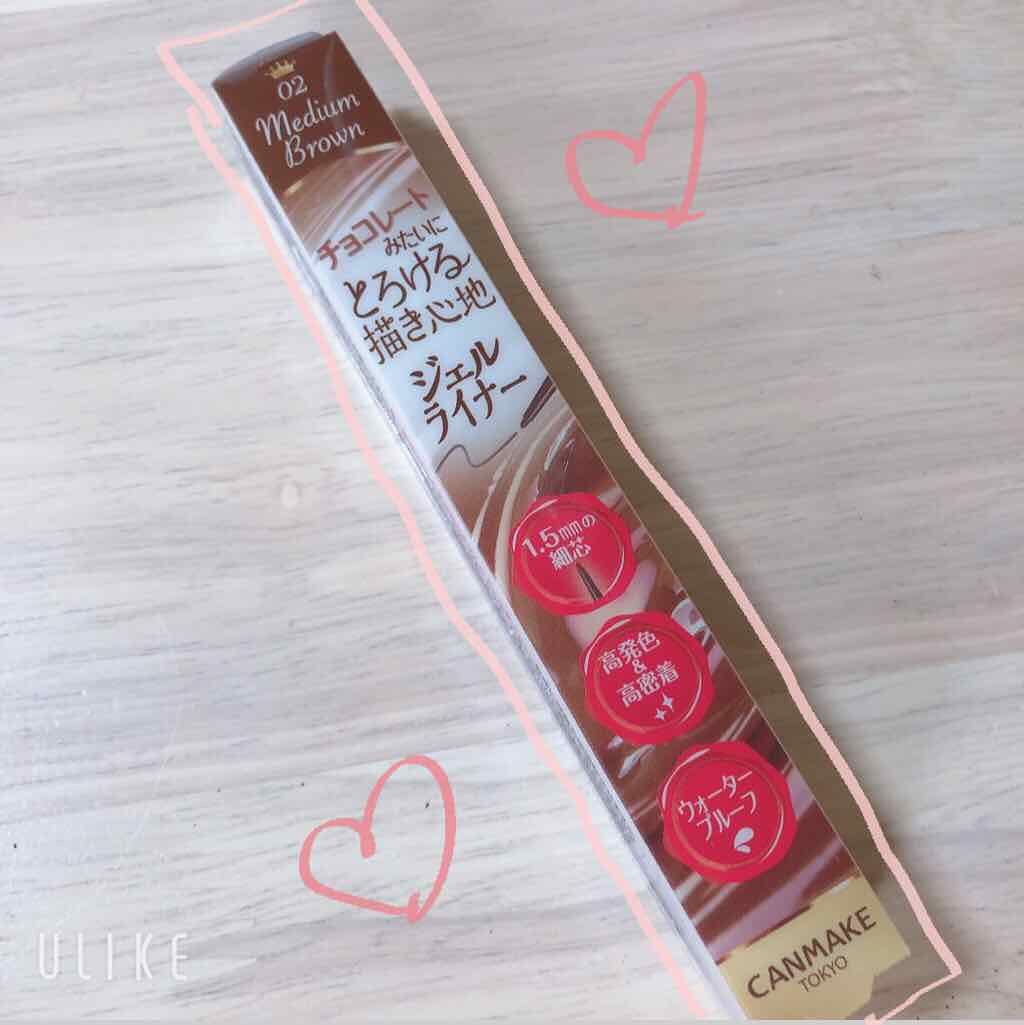 02
Medium
Brown
チョコレート
みたいに
とろける
描き心地
ジェル
ライナー
1.5mmの
細芯
高発色
&
高密着
ウォーター
プルーフ
CANMAKE
TOKYO
ULIKE